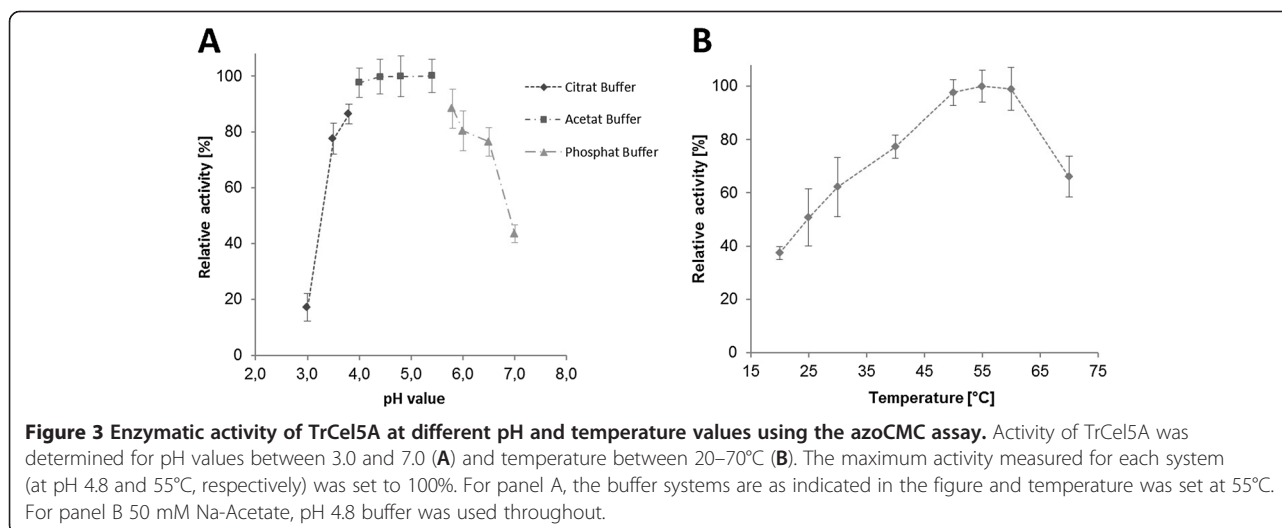 A
Relative activity [%]
100
80
60
40
20
0
2,0 3,0 4,0 5,0 6,0 7,0 8,0
pH value
Citrat Buffer
Acetat Buffer
Phosphat Buffer
B
Relative activity [%]
100
80
60
40
20
0
15 25 35 45 55 65 75
Temperature [°C]
Figure 3 Enzymatic activity of TrCel5A at different pH and temperature values using the azoCMC assay. Activity of TrCel5A was
determined for pH values between 3.0 and 7.0 (A) and temperature between 20–70°C (B). The maximum activity measured for each system
(at pH 4.8 and 55°C, respectively) was set to 100%. For panel A, the buffer systems are as indicated in the figure and temperature was set at 55°C.
For panel B 50 mM Na-Acetate, pH 4.8 buffer was used throughout.